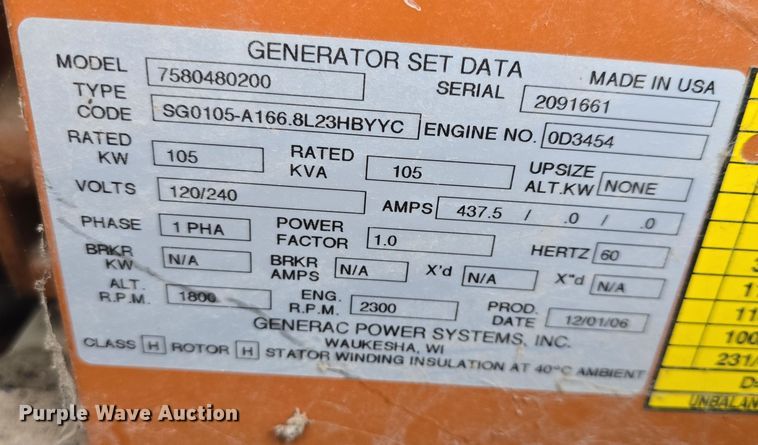 GENERATOR SET DATA
MODEL 7580480200 SERIAL 2091661 MADE IN USA
TYPE CODE SG0105-A166.8L23HBYYC ENGINE NO. 0D3454
RATED KW 105 RATED KVA 105 UPSIZE ALT.KW NONE
VOLTS 120/240 AMPS 437.5 / .0 / .0
PHASE 1 PHA POWER FACTOR 1.0 HERTZ 60
BRKR KW N/A BRKR AMPS N/A X'd N/A X"d N/A
ALT. R.P.M. 1800 ENG. R.P.M. 2300 PROD. DATE 12/01/06
GENERAC POWER SYSTEMS, INC.
WAUKESHA, WI
CLASS H ROTOR H STATOR WINDING INSULATION AT 40°C AMBIENT
100
231/
UNBALAN
Purple Wave Auction